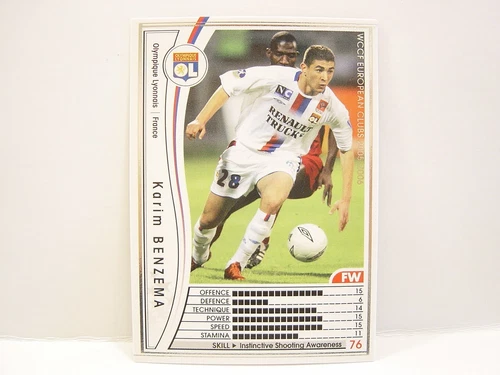 OL
Olympique Lyonnais | France
Karim BENZEMA
WCCF EUROPEAN CLUBS
RENAULT
TRUCKS
28
FW
OFFENCE 15
DEFENCE 6
TECHNIQUE 14
POWER 15
SPEED 15
STAMINA 11
SKILL ▶ Instinctive Shooting Awareness 76